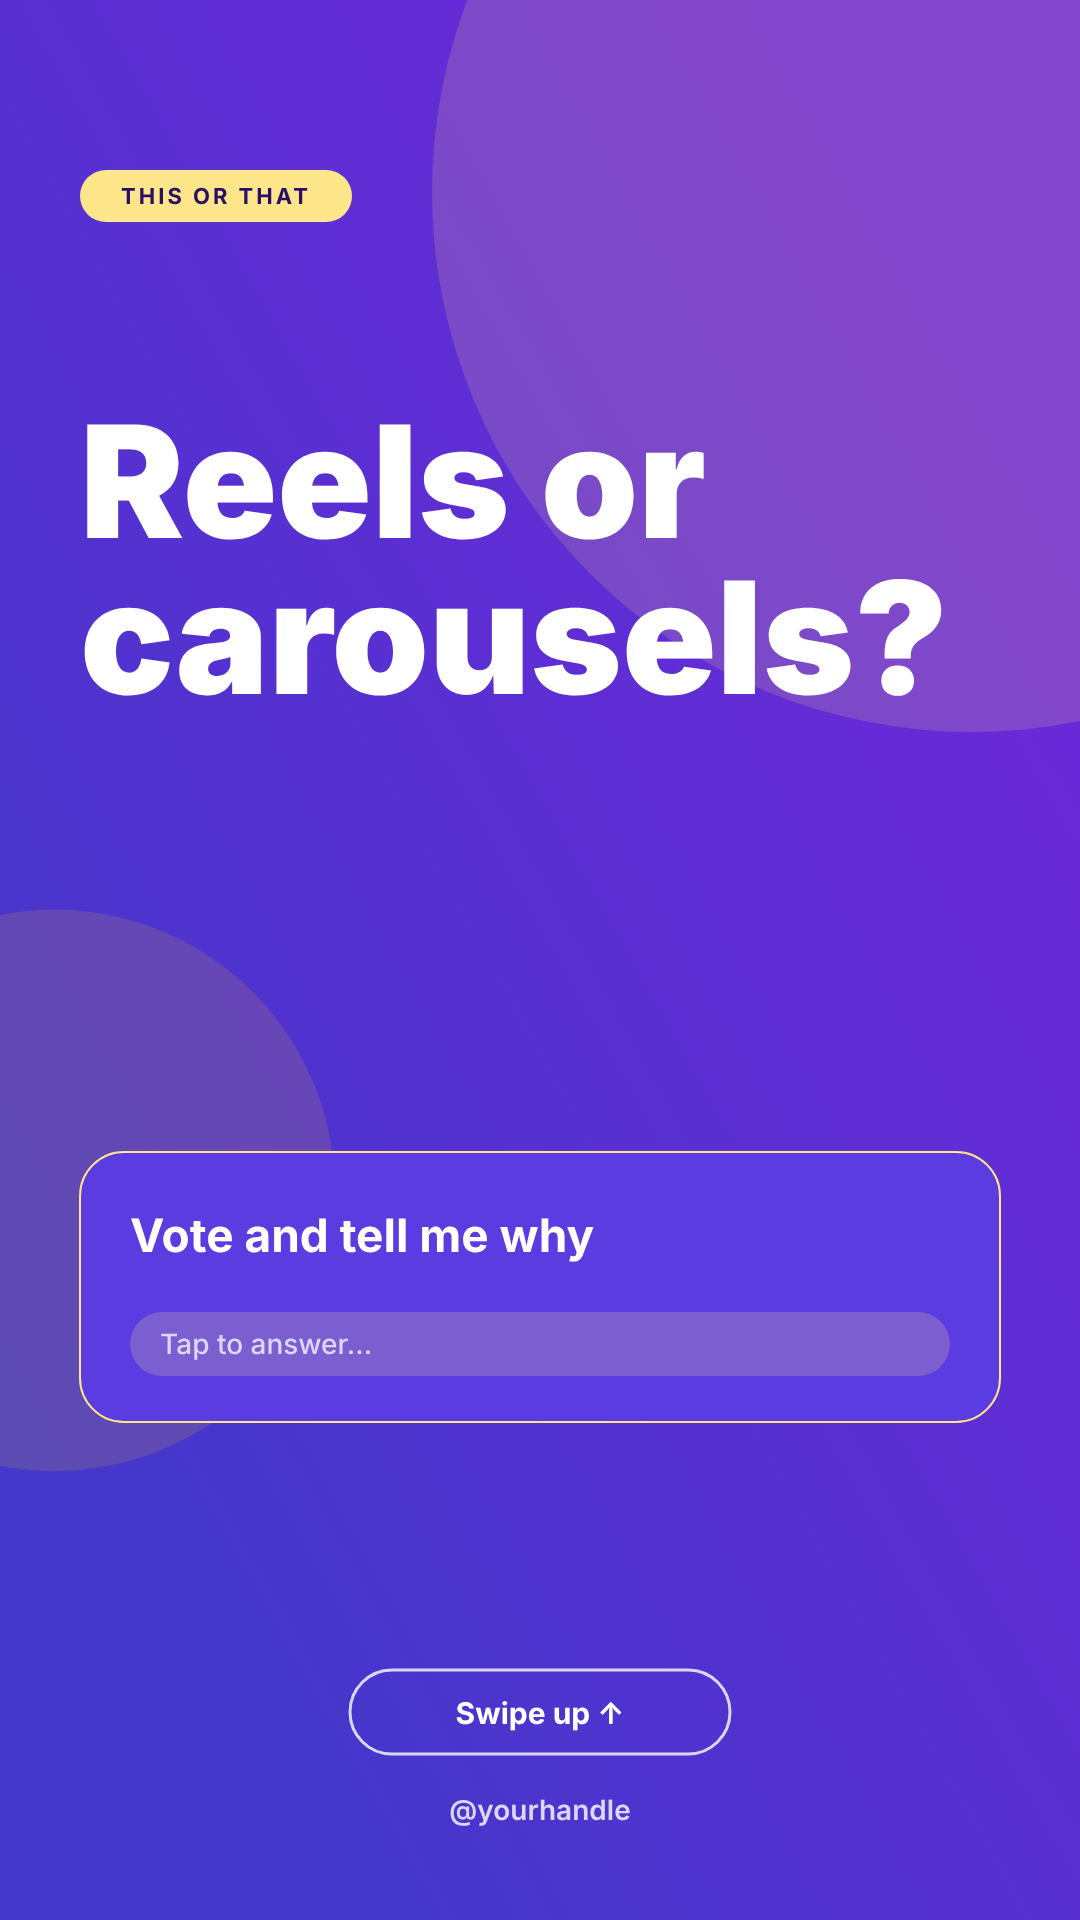 THIS OR THAT
Reels or
carousels?
Vote and tell me why
Tap to answer...
Swipe up ↑
@yourhandle